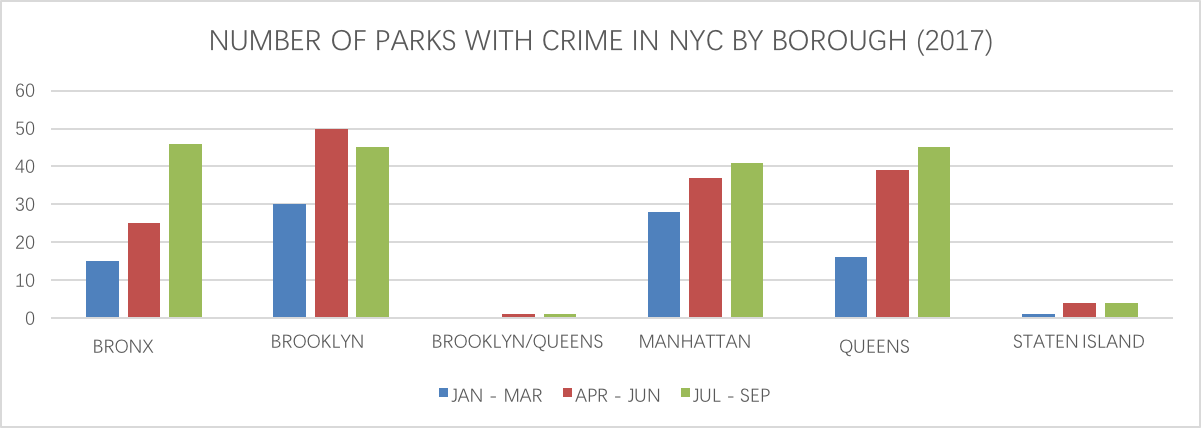 NUMBER OF PARKS WITH CRIME IN NYC BY BOROUGH (2017)
60
50
40
30
20
10
0
BRONX BROOKLYN BROOKLYN/QUEENS MANHATTAN QUEENS STATEN ISLAND
JAN - MAR APR - JUN JUL - SEP